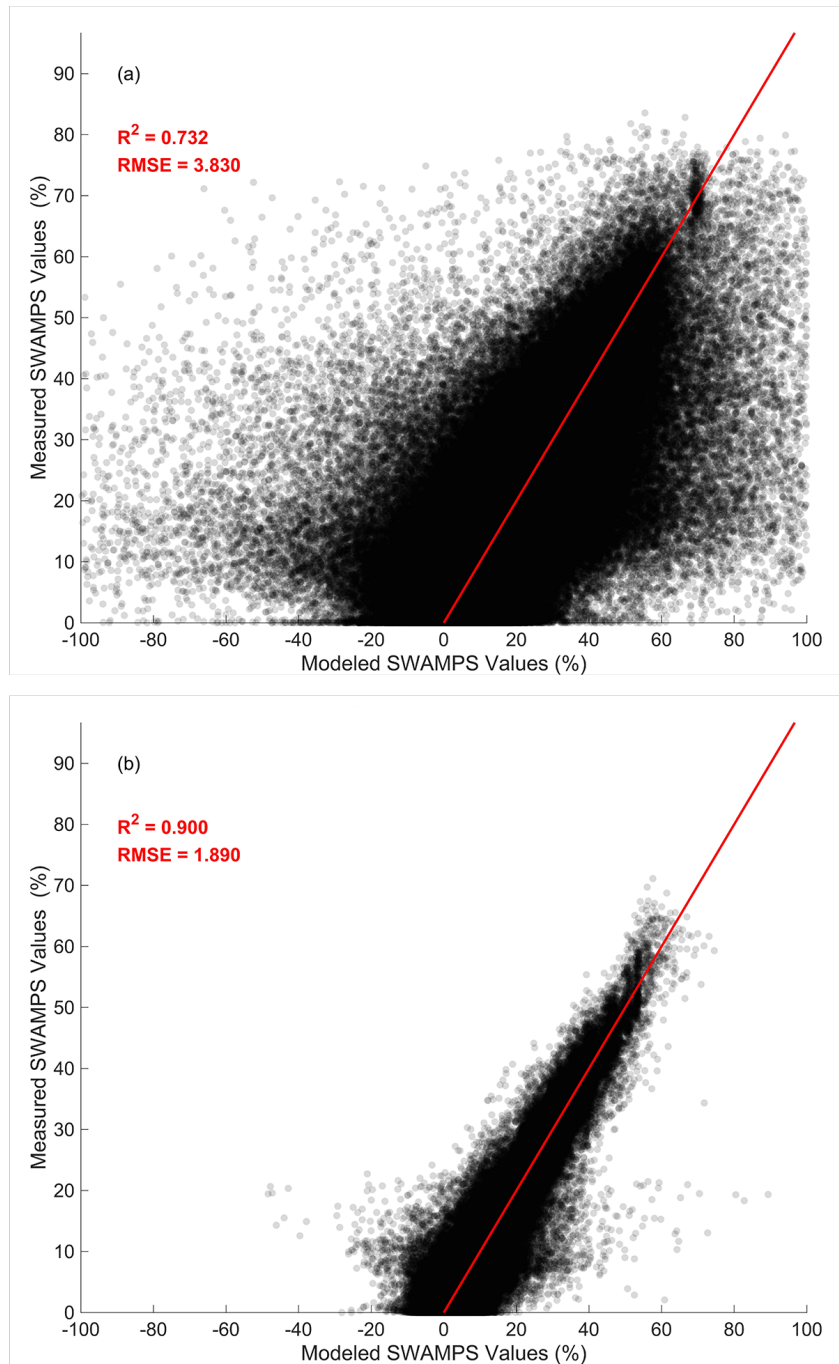 (a)
R² = 0.732
RMSE = 3.830
90
80
70
60
50
40
30
20
10
0
Measured SWAMPS Values (%)
-100 -80 -60 -40 -20 0 20 40 60 80 100
Modeled SWAMPS Values (%)
(b)
R² = 0.900
RMSE = 1.890
90
80
70
60
50
40
30
20
10
0
Measured SWAMPS Values (%)
-100 -80 -60 -40 -20 0 20 40 60 80 100
Modeled SWAMPS Values (%)